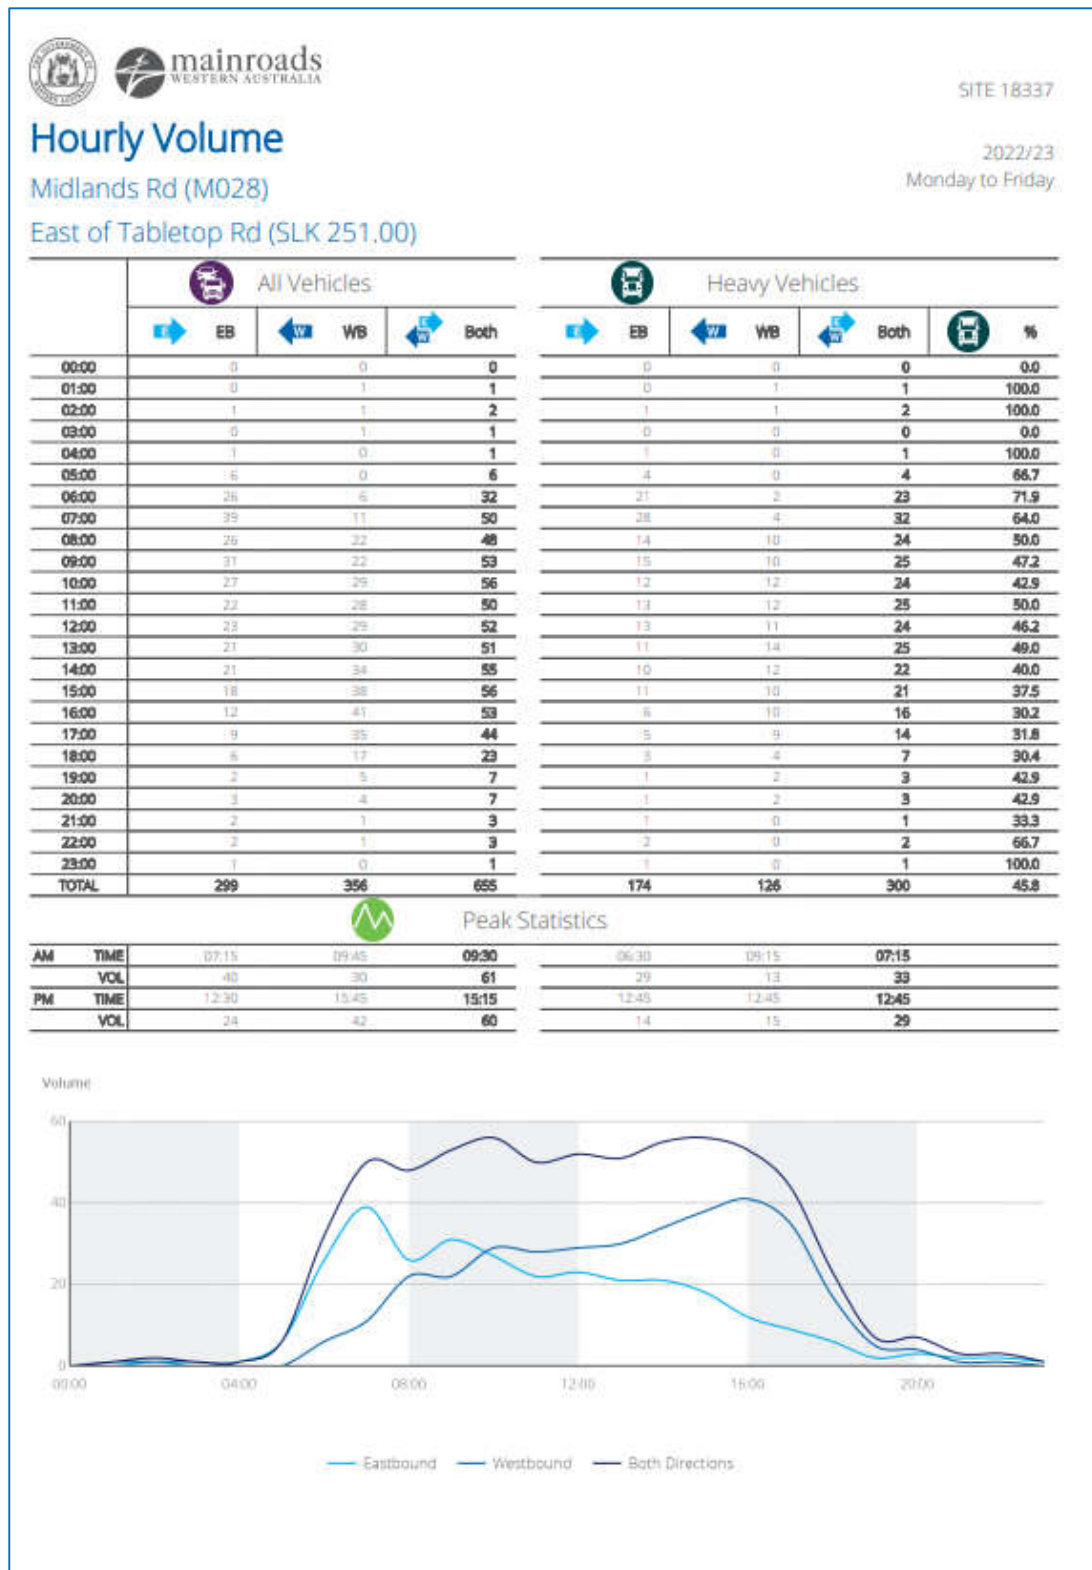 mainroads
WESTERN AUSTRALIA
SITE 18337
Hourly Volume
2022/23
Midlands Rd (M028)
Monday to Friday
East of Tabletop Rd (SLK 251.00)
All Vehicles Heavy Vehicles
E EB W WB E W Both E EB W WB E W Both %
00:00 0 0 0 0 0 0 0.0
01:00 0 1 1 0 1 1 100.0
02:00 1 1 2 1 1 2 100.0
03:00 0 1 1 0 0 0 0.0
04:00 1 0 1 1 0 1 100.0
05:00 6 0 6 4 0 4 66.7
06:00 26 6 32 21 2 23 71.9
07:00 39 11 50 28 4 32 64.0
08:00 26 22 48 14 10 24 50.0
09:00 31 22 53 15 10 25 47.2
10:00 27 29 56 12 12 24 42.9
11:00 22 28 50 13 12 25 50.0
12:00 23 29 52 13 11 24 46.2
13:00 21 30 51 11 14 25 49.0
14:00 21 34 55 10 12 22 40.0
15:00 18 38 56 11 10 21 37.5
16:00 12 41 53 6 10 16 30.2
17:00 9 35 44 5 9 14 31.8
18:00 6 17 23 3 4 7 30.4
19:00 2 5 7 1 2 3 42.9
20:00 3 4 7 1 2 3 42.9
21:00 2 1 3 1 0 1 33.3
22:00 2 1 3 2 0 2 66.7
23:00 1 0 1 1 0 1 100.0
TOTAL 299 356 655 174 126 300 45.8
Peak Statistics
AM TIME 07:15 09:45 09:30 06:30 09:15 07:15
VOL 40 30 61 29 13 33
PM TIME 12:30 15:45 15:15 12:45 12:45 12:45
VOL 24 42 60 14 15 29
Volume
60
40
20
0
00:00 04:00 08:00 12:00 16:00 20:00
Eastbound Westbound Both Directions